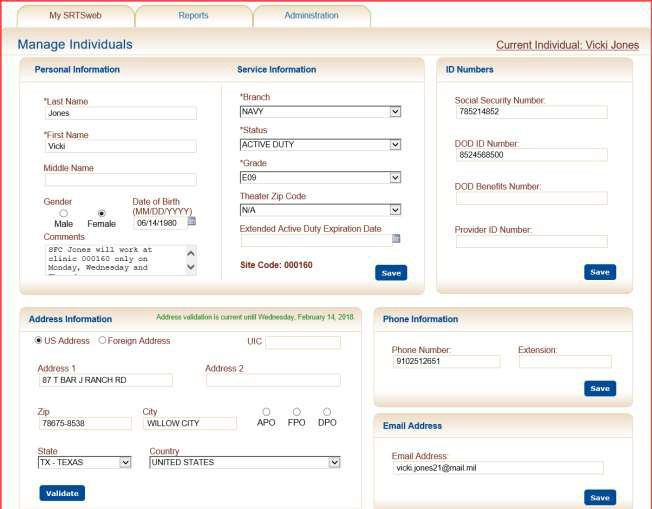 My SRTSweb
Reports
Administration
Manage Individuals
Current Individual: Vicki Jones
Personal Information
*Last Name
Jones
*First Name
Vicki
Middle Name
Gender
Male
Female
Date of Birth
(MM/DD/YYYY)
06/14/1980
Comments
SFC Jones will work at
clinic 000160 only on
Monday, Wednesday and
Service Information
*Branch
NAVY
*Status
ACTIVE DUTY
*Grade
E09
Theater Zip Code
N/A
Extended Active Duty Expiration Date
Site Code: 000160
Save
ID Numbers
Social Security Number:
785214852
DOD ID Number:
8524568500
DOD Benefits Number:
Provider ID Number:
Save
Address Information
Address validation is current until Wednesday, February 14, 2018.
US Address
Foreign Address
UIC
Address 1
87 T BAR J RANCH RD
Address 2
Zip
78675-8538
City
WILLOW CITY
APO
FPO
DPO
State
TX - TEXAS
Country
UNITED STATES
Validate
Phone Information
Phone Number:
9102512651
Extension:
Save
Email Address
Email Address:
vicki.jones21@mail.mil
Save